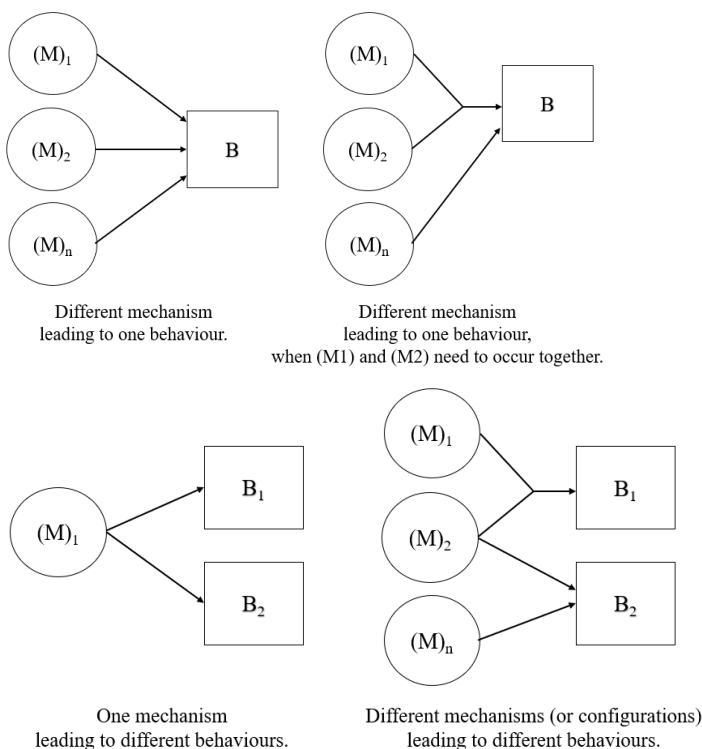 (M)₁
(M)₂
(M)ₙ
B
Different mechanism
leading to one behaviour.
(M)₁
(M)₂
(M)ₙ
B
Different mechanism
leading to one behaviour,
when (M1) and (M2) need to occur together.
(M)₁
B₁
B₂
One mechanism
leading to different behaviours.
(M)₁
(M)₂
(M)ₙ
B₁
B₂
Different mechanisms (or configurations)
leading to different behaviours.